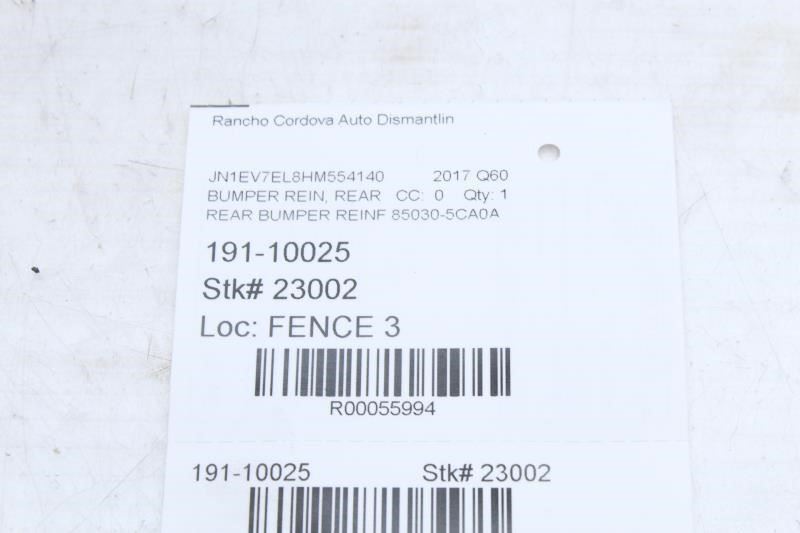 Rancho Cordova Auto Dismantlin
JN1EV7EL8HM554140 2017 Q60
BUMPER REIN, REAR CC: 0 Qty: 1
REAR BUMPER REINF 85030-5CA0A
191-10025
Stk# 23002
Loc: FENCE 3
R00055994
191-10025 Stk# 23002